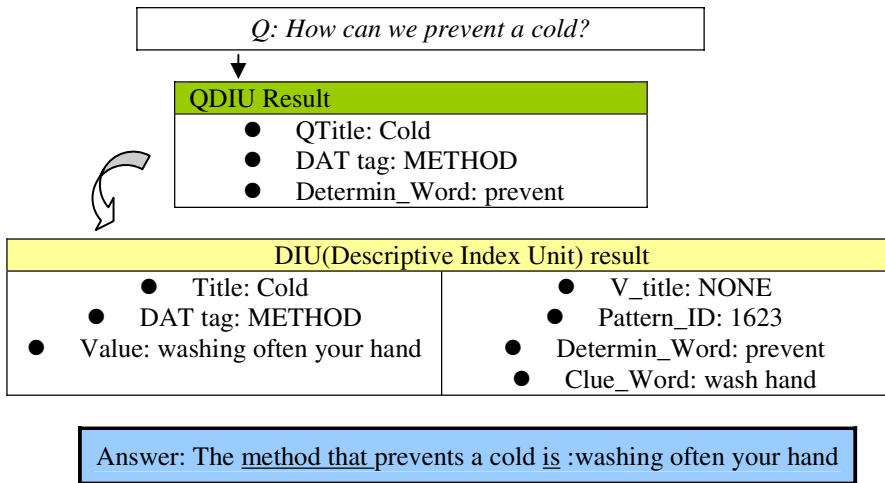 Q: How can we prevent a cold?
QDIU Result
● QTitle: Cold
● DAT tag: METHOD
● Determin_Word: prevent
DIU(Descriptive Index Unit) result
● Title: Cold
● DAT tag: METHOD
● Value: washing often your hand
● V_title: NONE
● Pattern_ID: 1623
● Determin_Word: prevent
● Clue_Word: wash hand
Answer: The method that prevents a cold is :washing often your hand